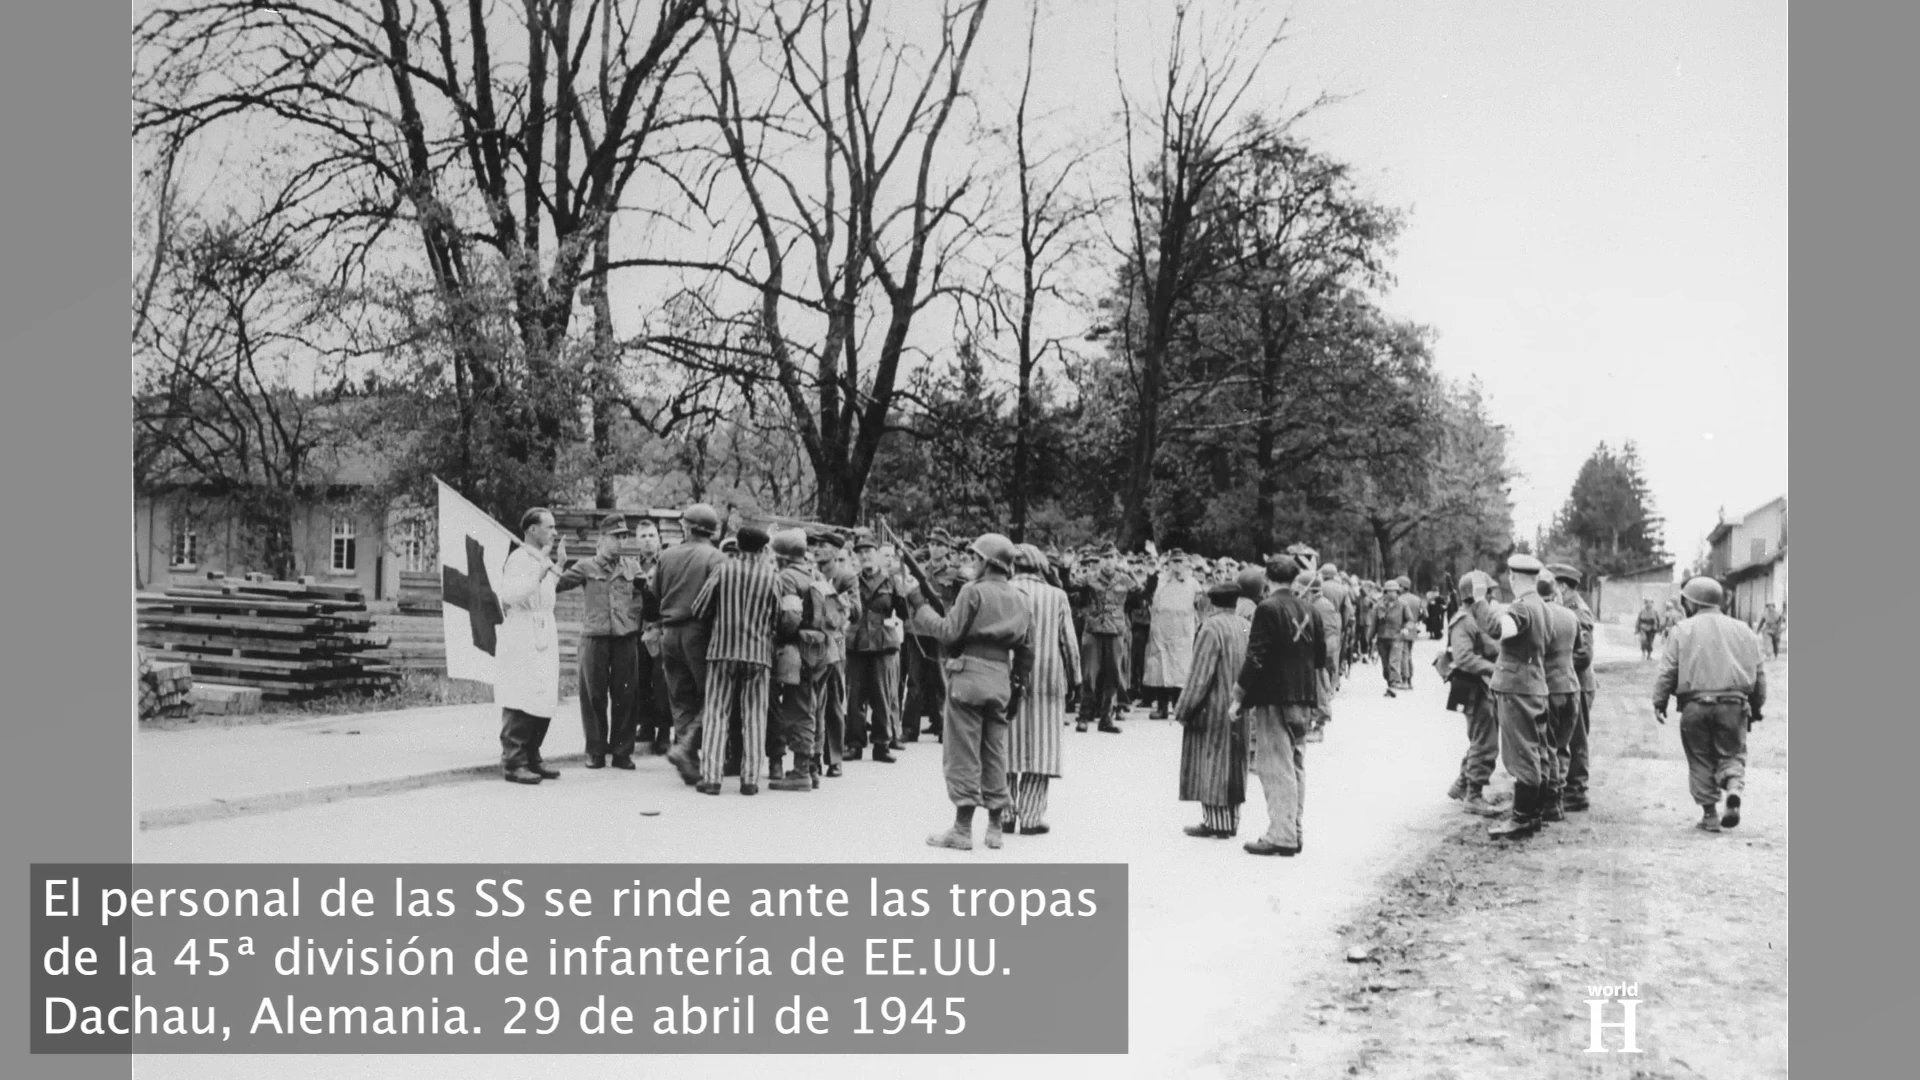 El personal de las SS se rinde ante las tropas
de la 45ª división de infantería de EE.UU.
Dachau, Alemania. 29 de abril de 1945
world
H